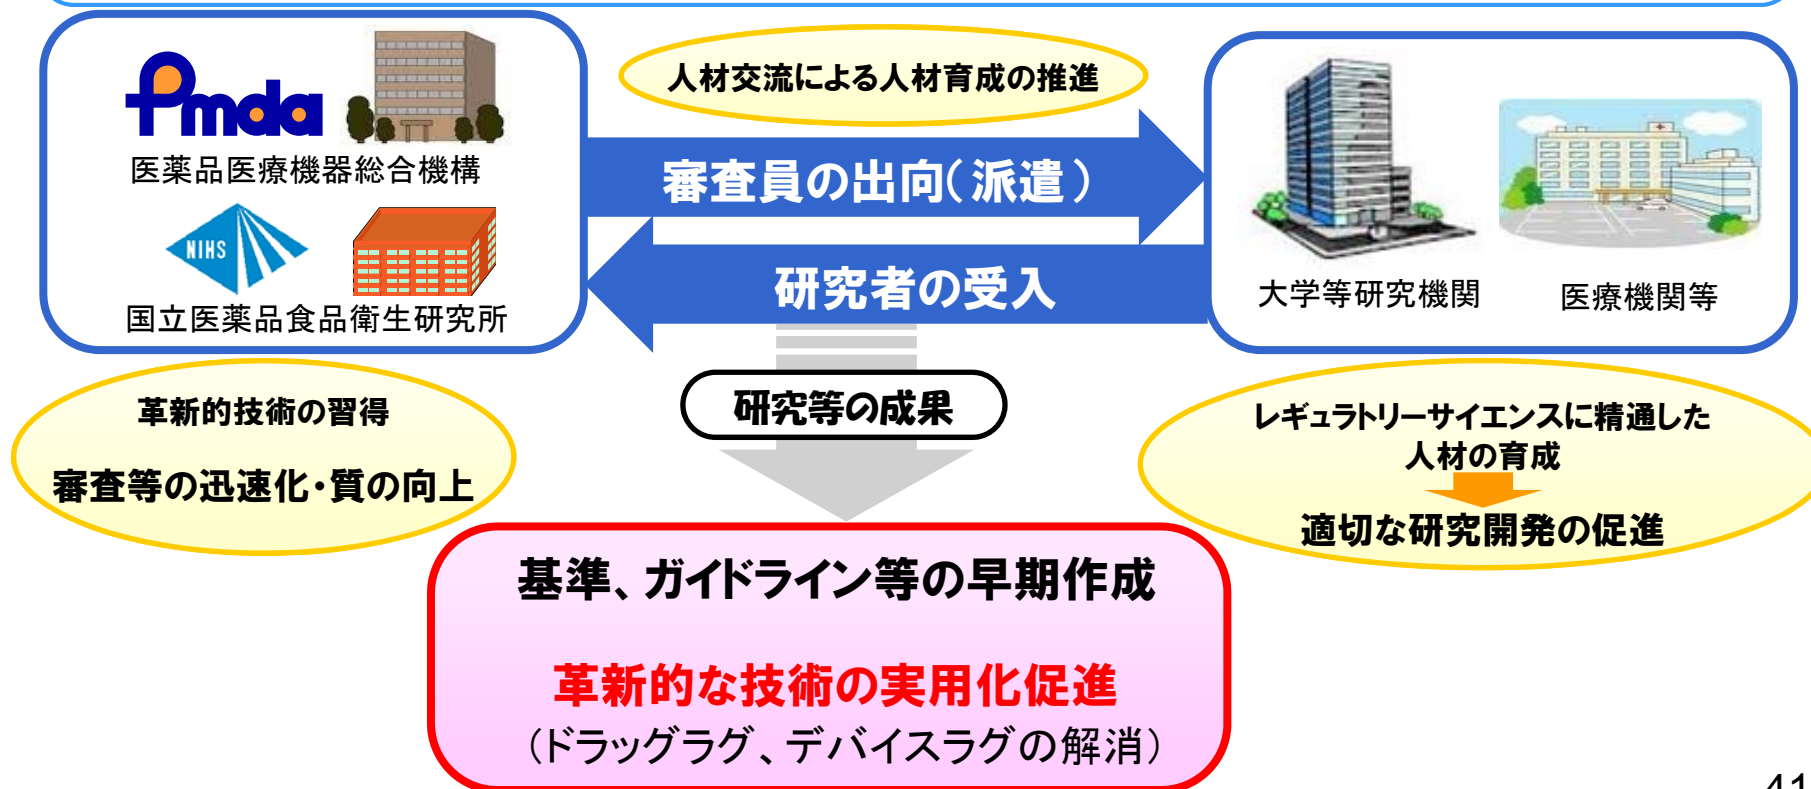 pmda
医薬品医療機器総合機構
NIHS
国立医薬品食品衛生研究所
人材交流による人材育成の推進
審査員の出向(派遣)
研究者の受入
大学等研究機関
医療機関等
革新的技術の習得
審査等の迅速化・質の向上
研究等の成果
レギュラトリーサイエンスに精通した
人材の育成
適切な研究開発の促進
基準、ガイドライン等の早期作成
革新的な技術の実用化促進
(ドラッグラグ、デバイスラグの解消)
41